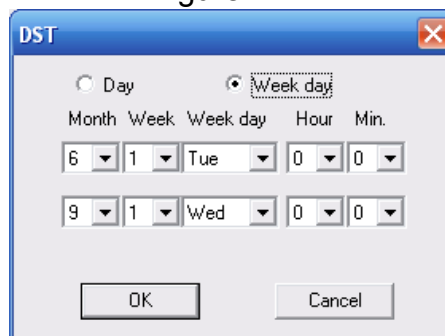 DST
Day Week day
Month Week Week day Hour Min.
6 1 Tue 0 0
9 1 Wed 0 0
OK Cancel